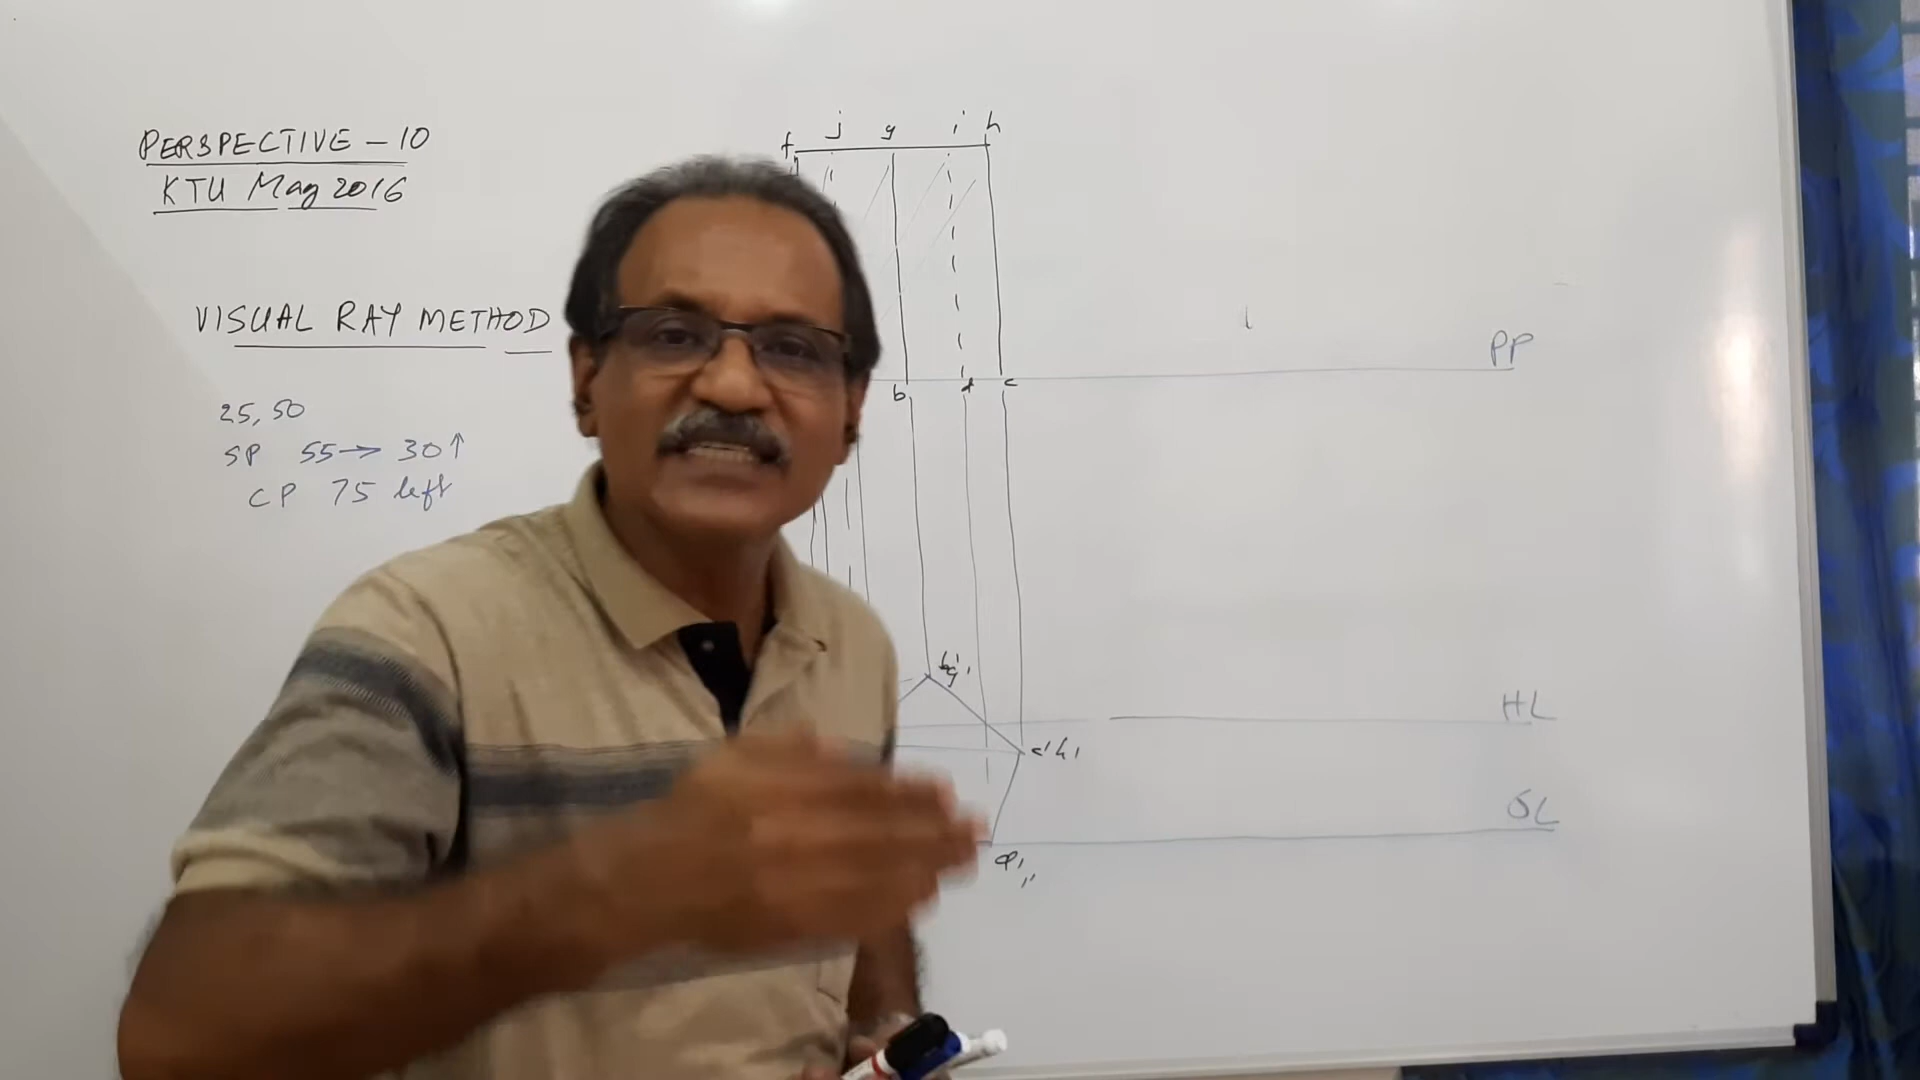 PERSPECTIVE – 10
KTU May 2016
VISUAL RAY METHOD
25, 50
SP 55 → 30 ↑
CP 75 left
f j g i h
PP
b d c
b'g'
HL
c'h'
GL